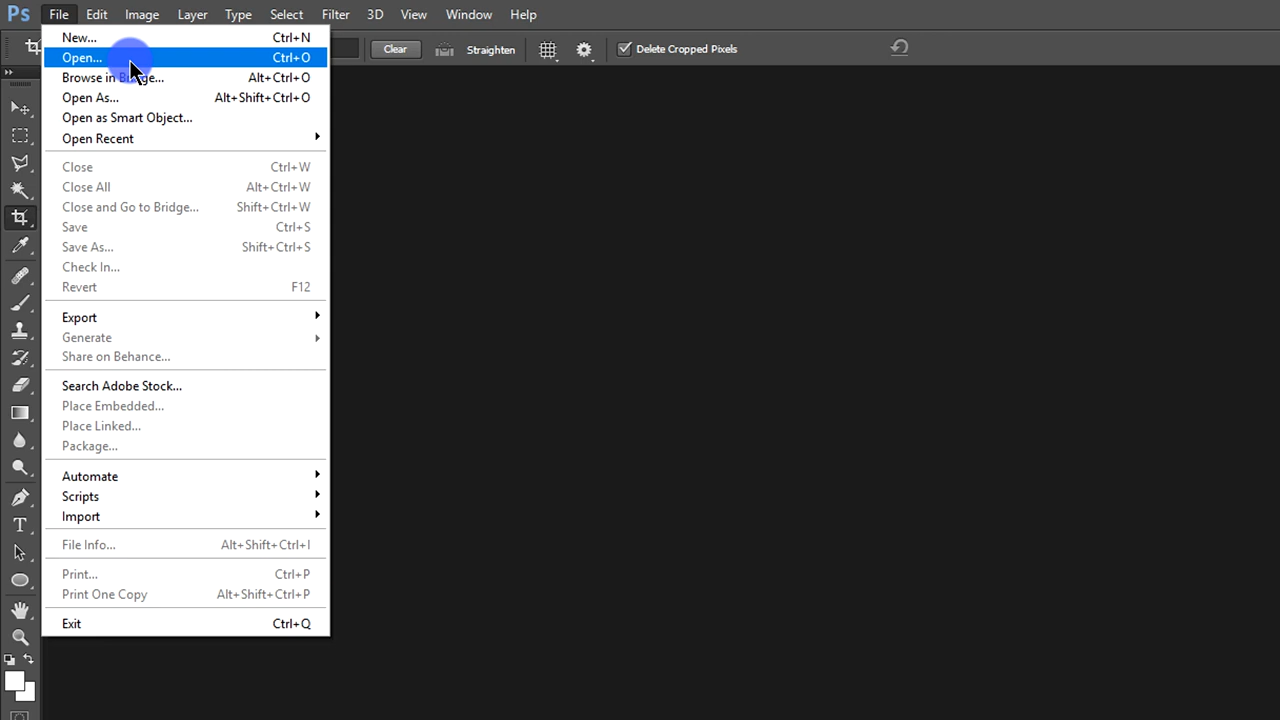 Ps File Edit Image Layer Type Select Filter 3D View Window Help
Clear Straighten Delete Cropped Pixels
New... Ctrl+N
Open... Ctrl+O
Browse in Bridge... Alt+Ctrl+O
Open As... Alt+Shift+Ctrl+O
Open as Smart Object...
Open Recent
Close Ctrl+W
Close All Alt+Ctrl+W
Close and Go to Bridge... Shift+Ctrl+W
Save Ctrl+S
Save As... Shift+Ctrl+S
Check In...
Revert F12
Export
Generate
Share on Behance...
Search Adobe Stock...
Place Embedded...
Place Linked...
Package...
Automate
Scripts
Import
File Info... Alt+Shift+Ctrl+I
Print... Ctrl+P
Print One Copy Alt+Shift+Ctrl+P
Exit Ctrl+Q